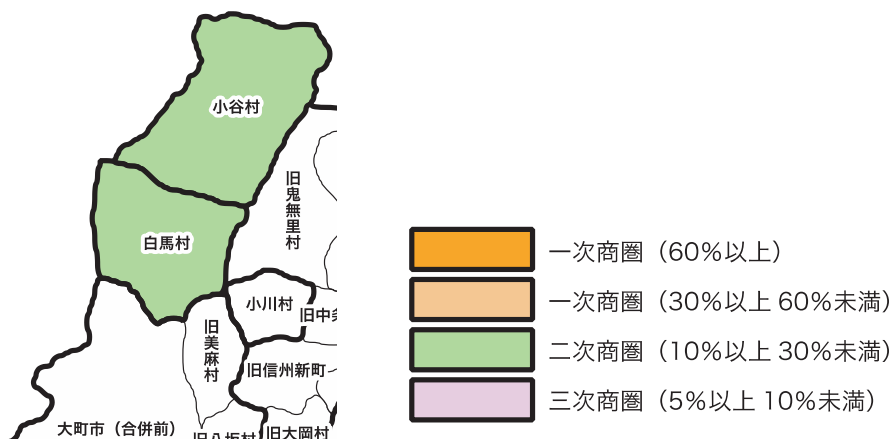 小谷村
旧鬼無里村
白馬村
小川村
旧美麻村
旧信州新町
大町市（合併前）
旧大岡村
一次商圏（60%以上）
一次商圏（30%以上 60%未満）
二次商圏（10%以上 30%未満）
三次商圏（5%以上 10%未満）